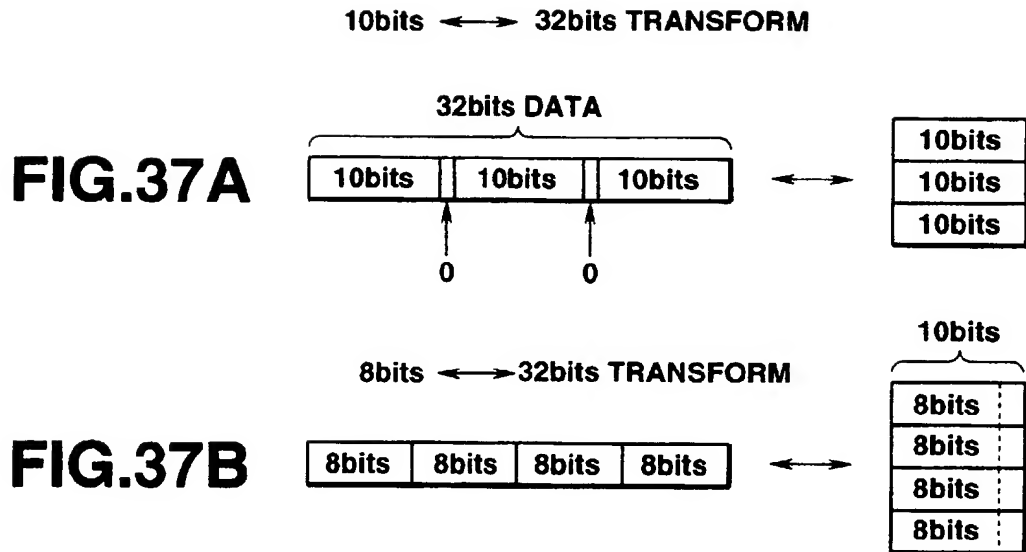 10bits ⟷ 32bits TRANSFORM
32bits DATA
FIG.37A
10bits 10bits 10bits ⟷ 10bits
10bits
10bits
0 0
10bits
8bits ⟷ 32bits TRANSFORM
FIG.37B
8bits 8bits 8bits 8bits ⟷ 8bits
8bits
8bits
8bits